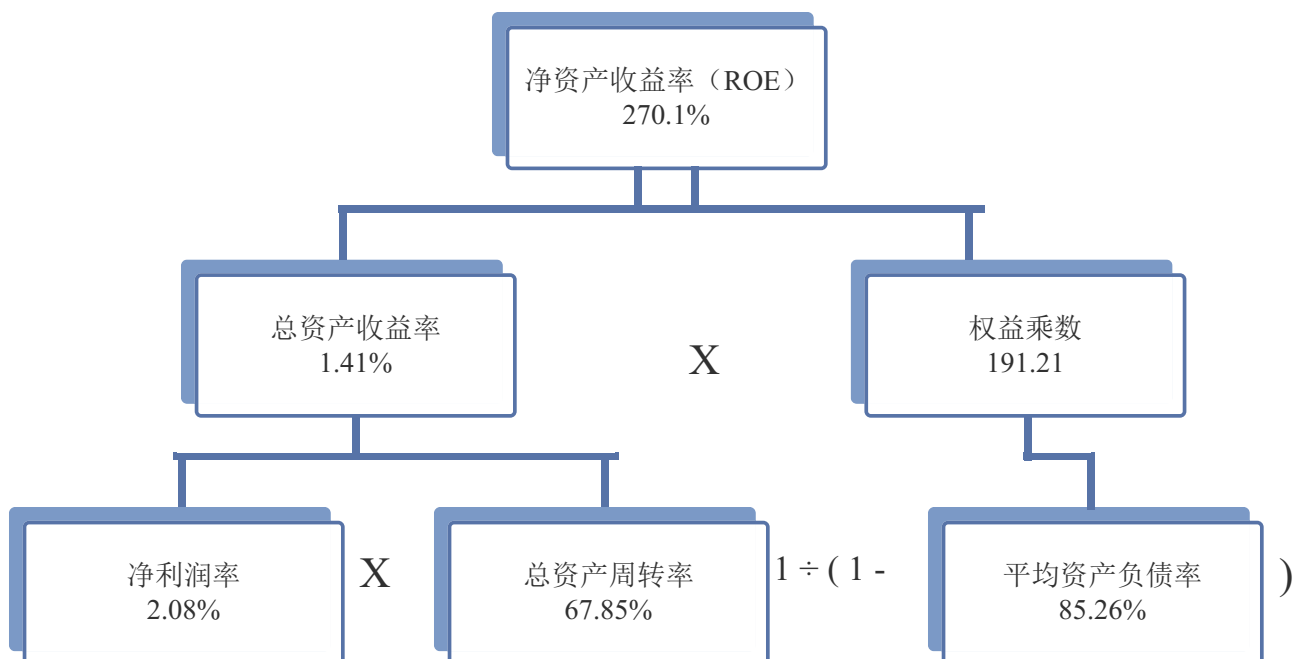 净资产收益率（ROE）
270.1%
总资产收益率
1.41%
X
权益乘数
191.21
净利润率
2.08%
X
总资产周转率
67.85%
1 ÷ ( 1 -
平均资产负债率
85.26%
)